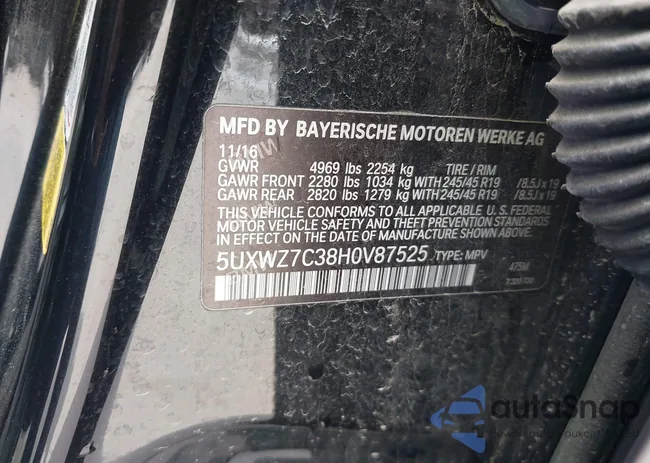 MFD BY BAYERISCHE MOTOREN WERKE AG
11/16
GVWR 4969 lbs 2254 kg TIRE / RIM
GAWR FRONT 2280 lbs 1034 kg WITH 245/45 R19 /8.5J x 19
GAWR REAR 2820 lbs 1279 kg WITH 245/45 R19 /8.5J x 19
THIS VEHICLE CONFORMS TO ALL APPLICABLE U. S. FEDERAL
MOTOR VEHICLE SAFETY AND THEFT PREVENTION STANDARDS
IN EFFECT ON THE DATE OF MANUFACTURE SHOWN ABOVE.
5UXWZ7C38H0V87525 TYPE: MPV
475M
autoSnap